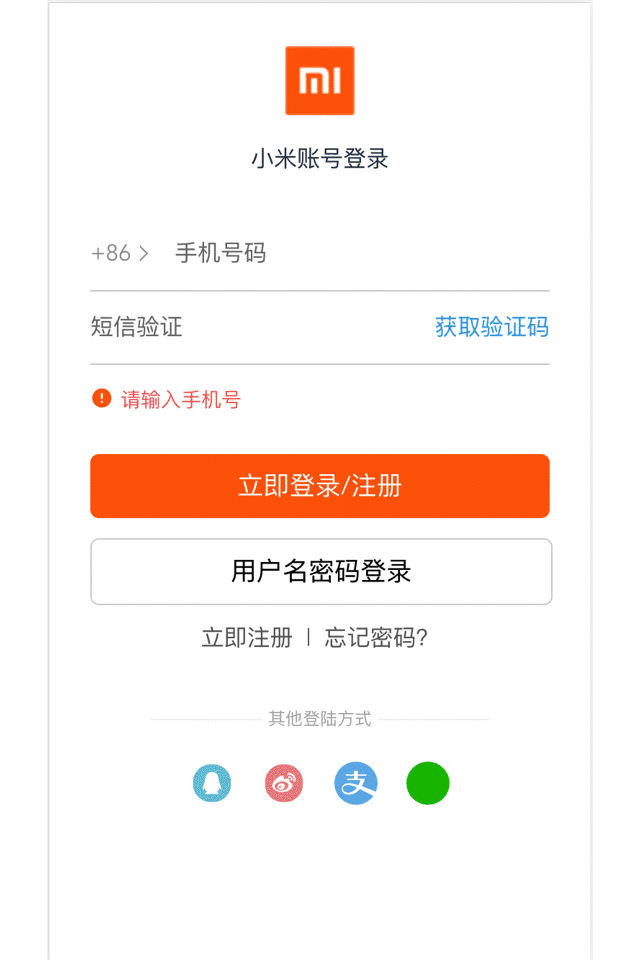 mi
小米账号登录
+86 > 手机号码
短信验证 获取验证码
! 请输入手机号
立即登录/注册
用户名密码登录
立即注册 | 忘记密码?
其他登陆方式
支